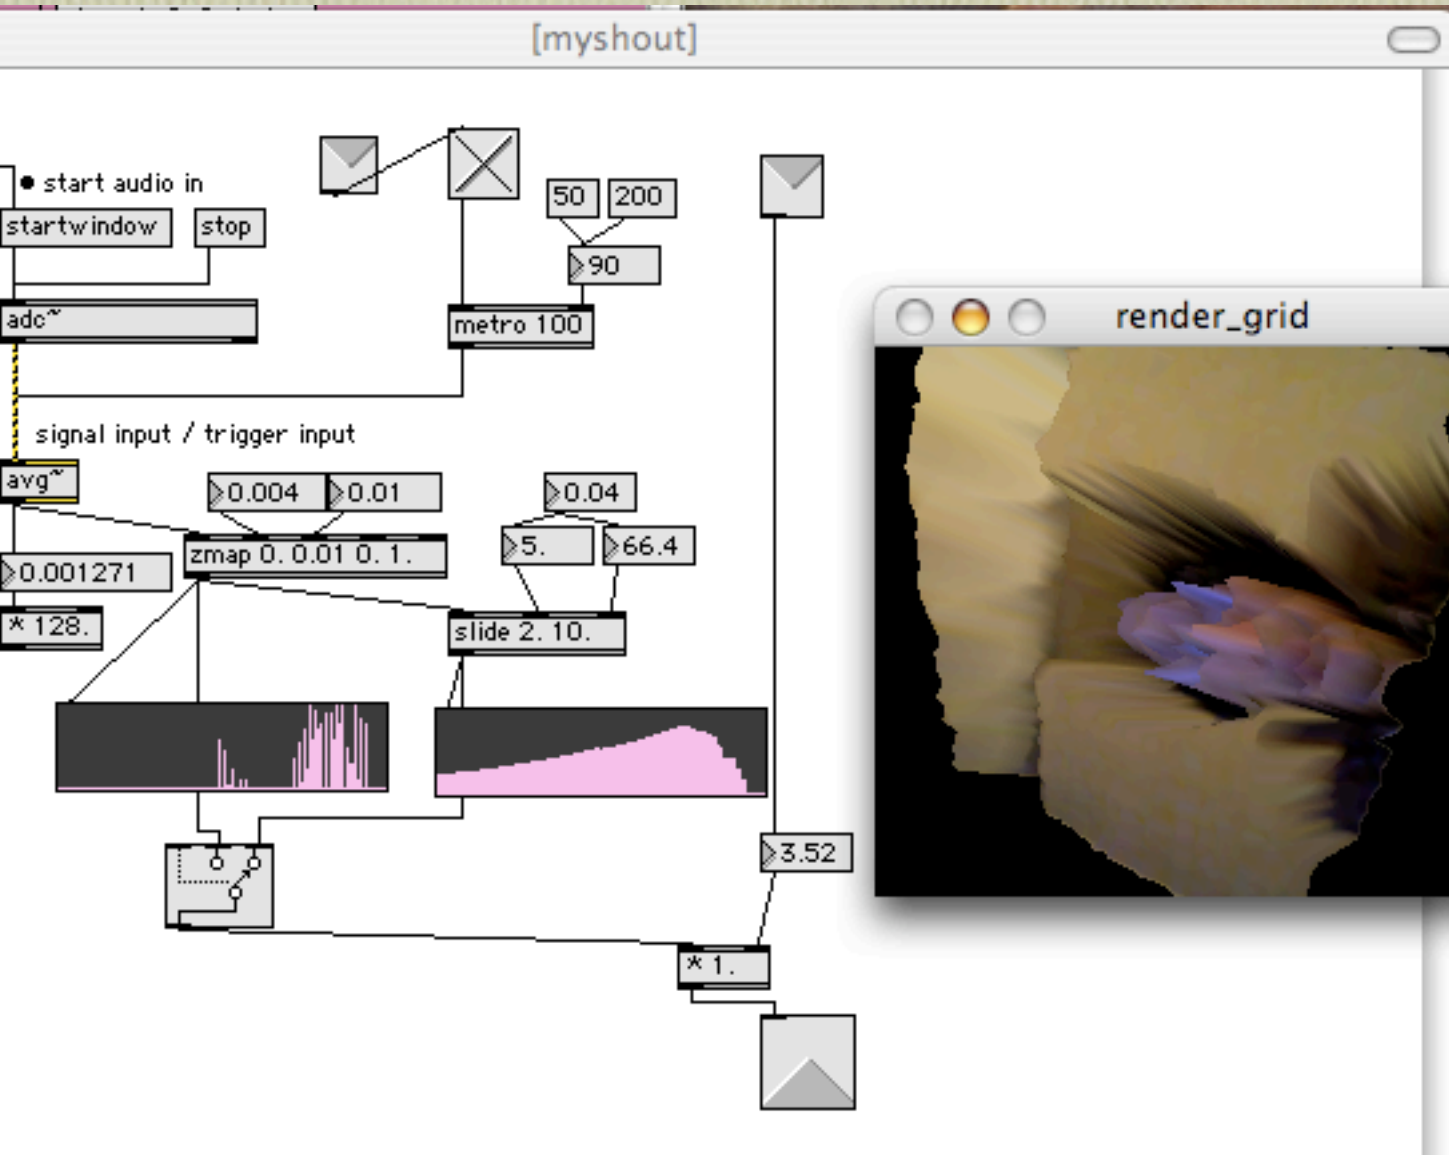 [myshout]
start audio in
startwindow
stop
50
200
90
adc~
metro 100
render_grid
signal input / trigger input
avg~
0.004
0.01
0.04
zmap 0. 0.01 0. 1.
5.
66.4
0.001271
* 128.
slide 2. 10.
3.52
* 1.